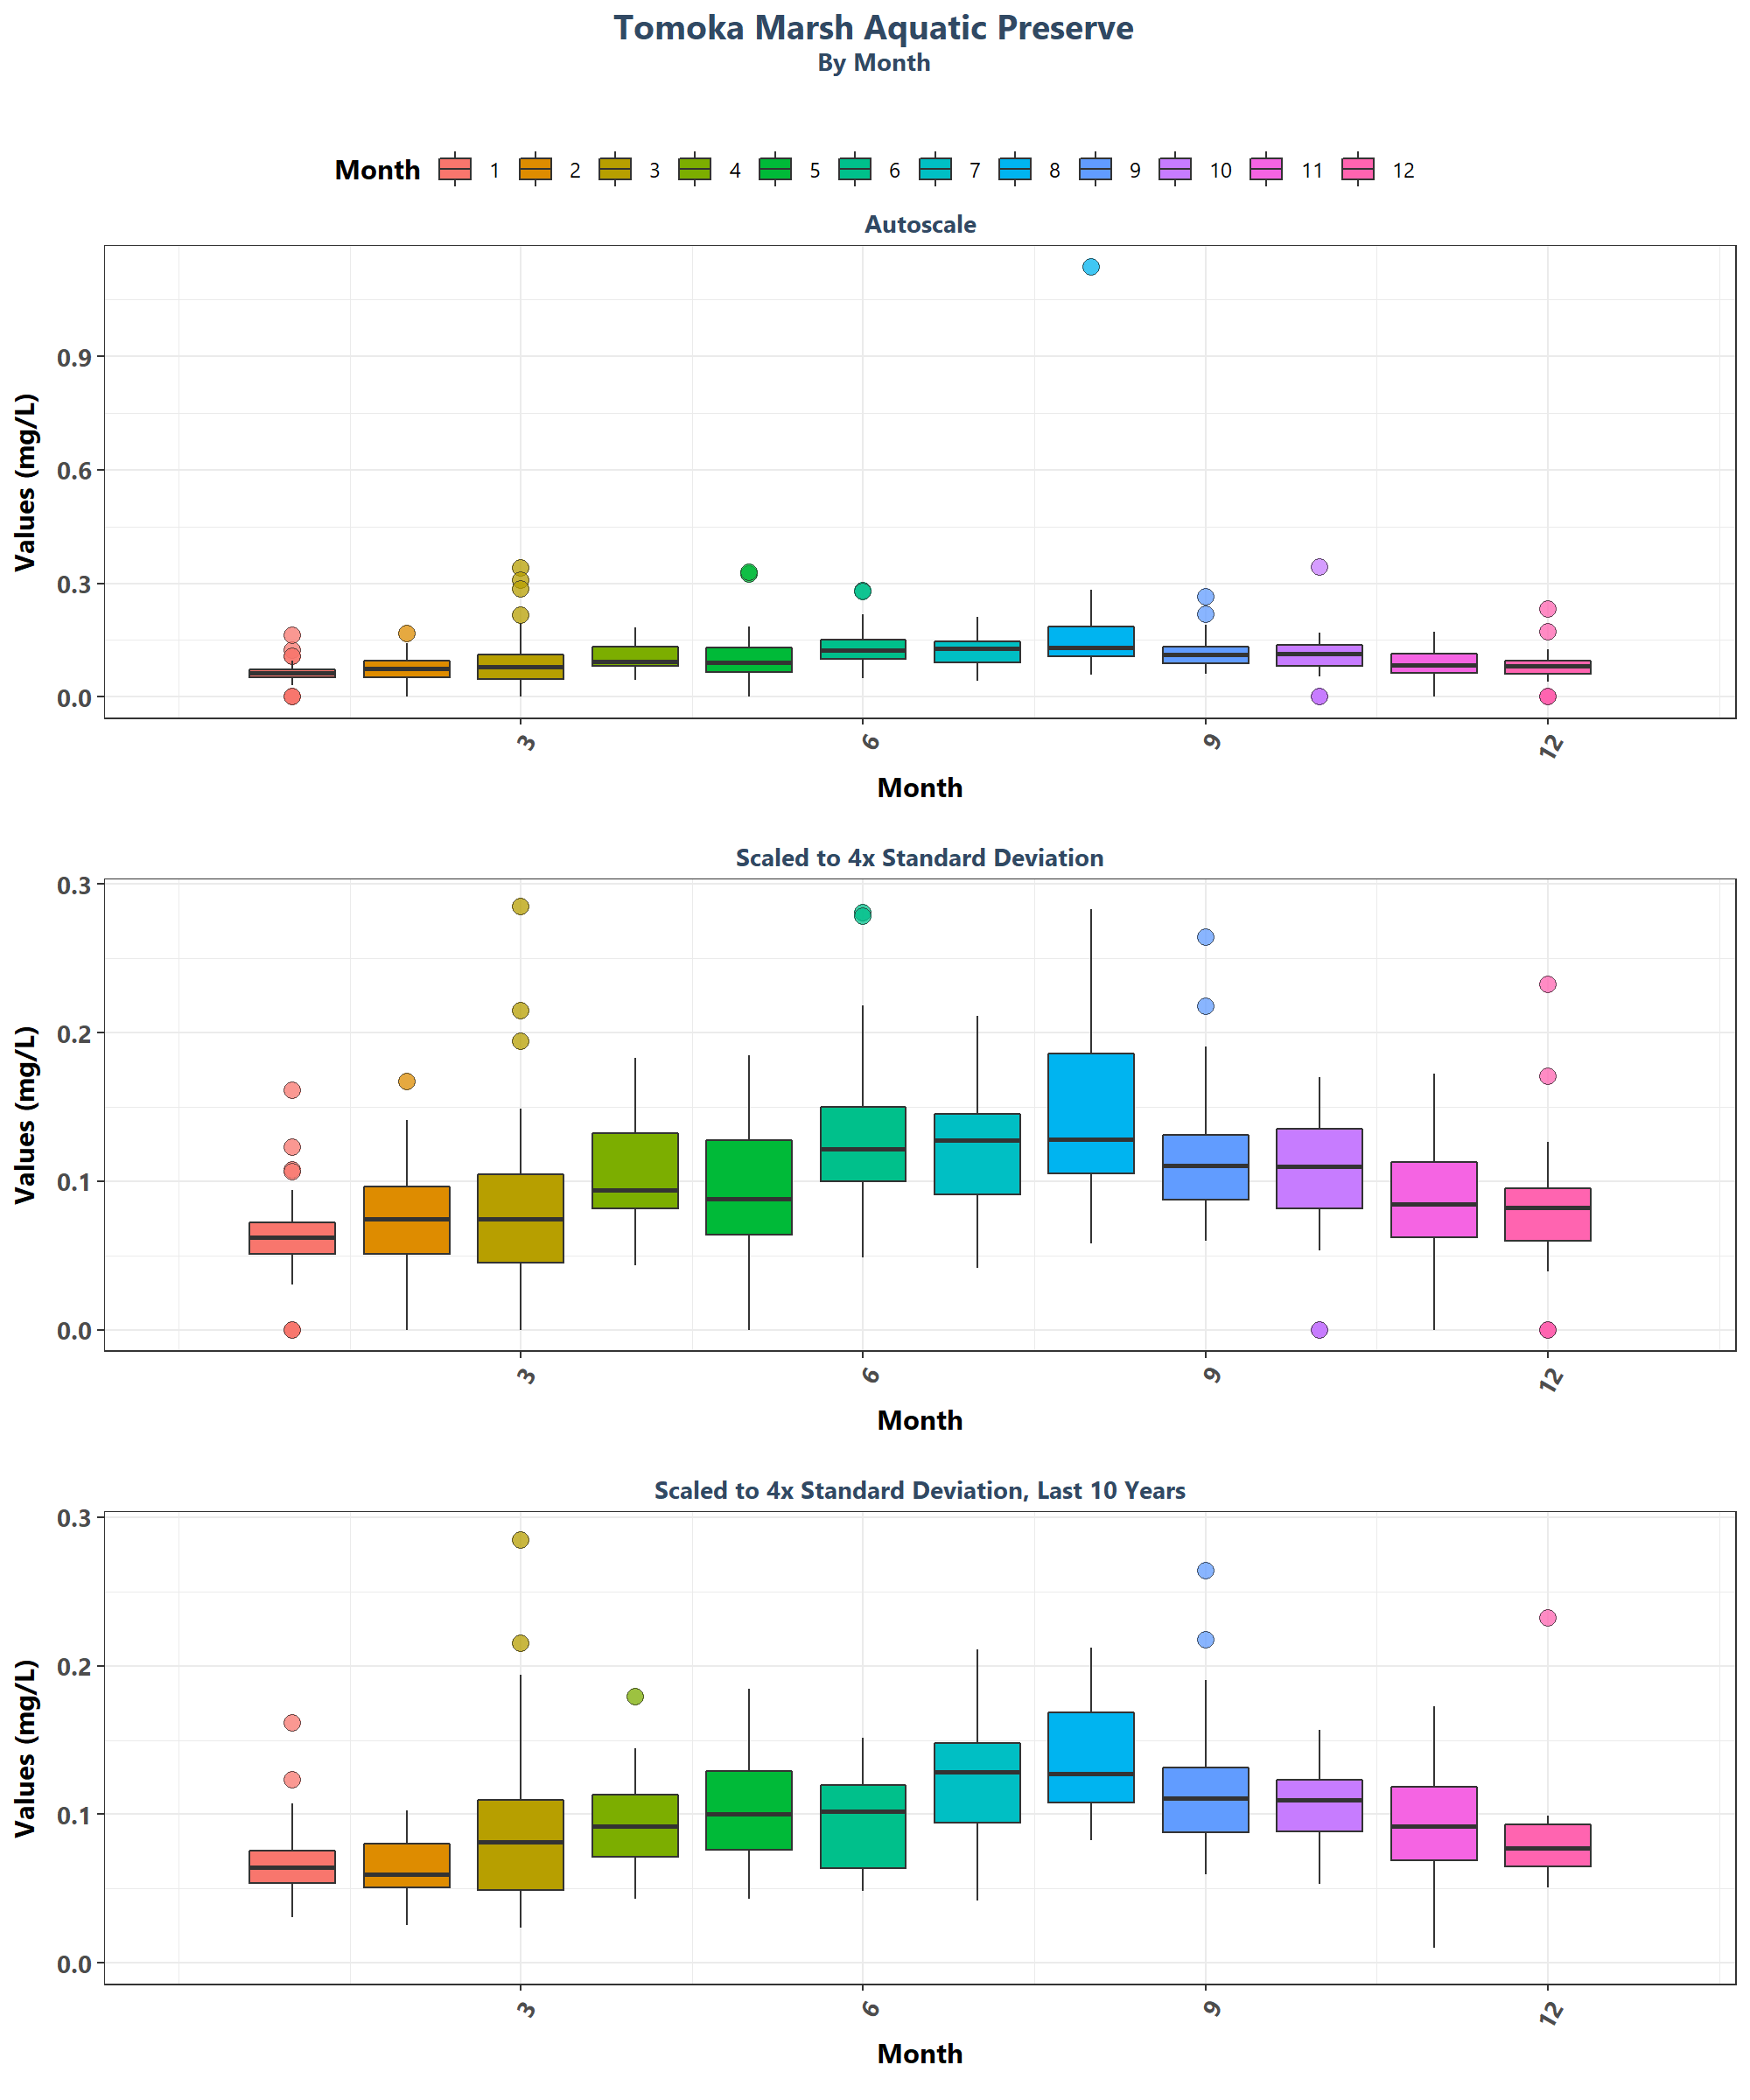 Tomoka Marsh Aquatic Preserve
By Month
Month 1 2 3 4 5 6 7 8 9 10 11 12
Autoscale
Values (mg/L)
0.9
0.6
0.3
0.0
3 6 9 12
Month
Scaled to 4x Standard Deviation
Values (mg/L)
0.3
0.2
0.1
0.0
3 6 9 12
Month
Scaled to 4x Standard Deviation, Last 10 Years
Values (mg/L)
0.3
0.2
0.1
0.0
3 6 9 12
Month